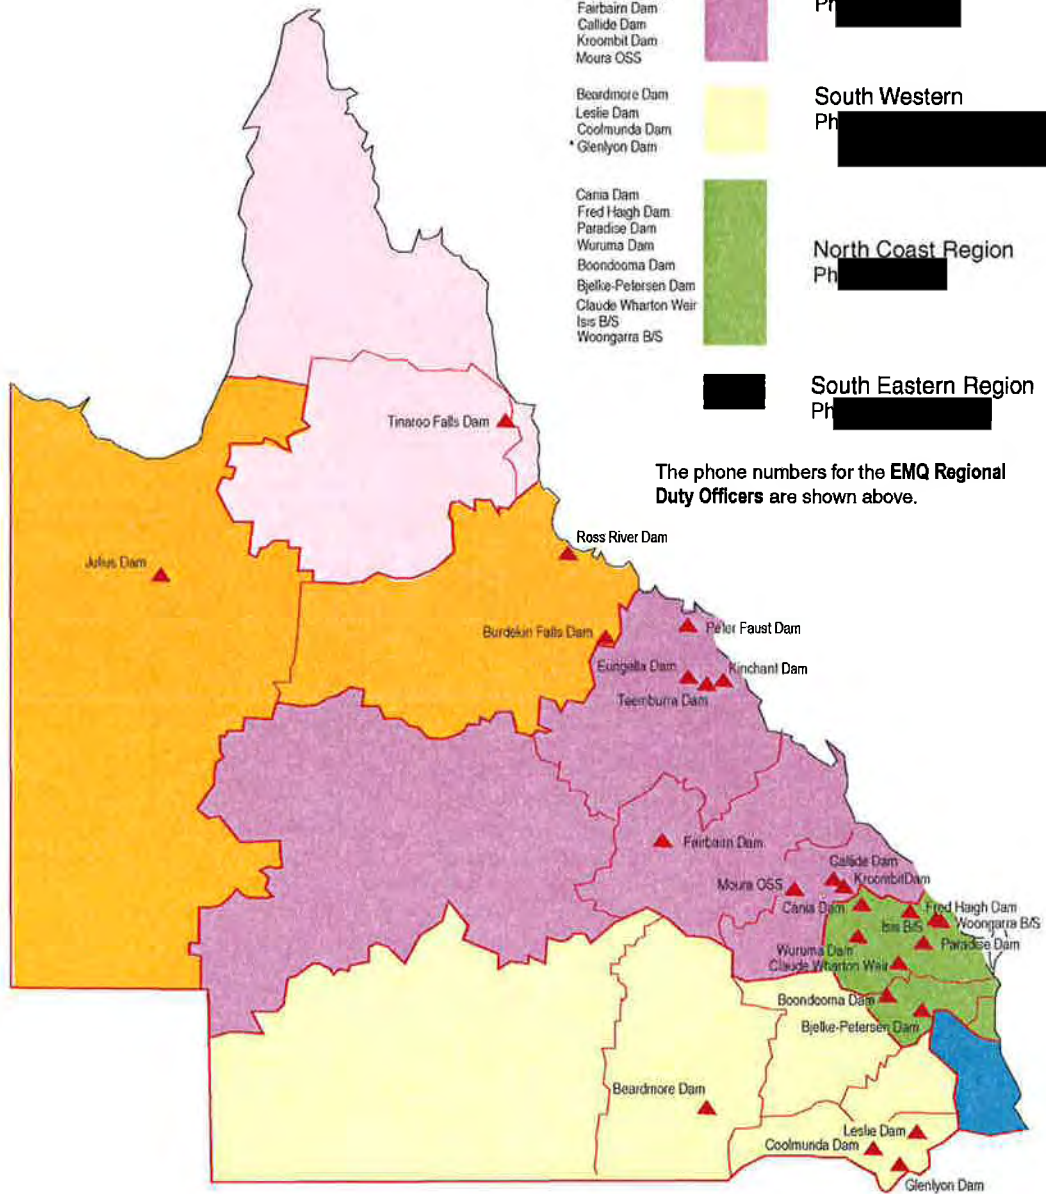 Fairbairn Dam
Callide Dam
Kroombit Dam
Moura OSS
Ph
Beardmore Dam
Leslie Dam
Coolmunda Dam
* Glenlyon Dam
South Western
Ph
Cania Dam
Fred Haigh Dam
Paradise Dam
Wuruma Dam
Boondooma Dam
Bjelke-Petersen Dam
Claude Wharton Weir
Isis B/S
Woongarra B/S
North Coast Region
Ph
South Eastern Region
Ph
The phone numbers for the EMQ Regional
Duty Officers are shown above.
Tinaroo Falls Dam
Ross River Dam
Julius Dam
Burdekin Falls Dam
Peter Faust Dam
Eungella Dam
Kinchant Dam
Teemburra Dam
Fairbairn Dam
Callide Dam
Moura OSS
KroombitDam
Cania Dam
Fred Haigh Dam
Isis B/S
Woongarra B/S
Paradise Dam
Wuruma Dam
Claude Wharton Weir
Boondooma Dam
Bjelke-Petersen Dam
Beardmore Dam
Leslie Dam
Coolmunda Dam
Glenlyon Dam